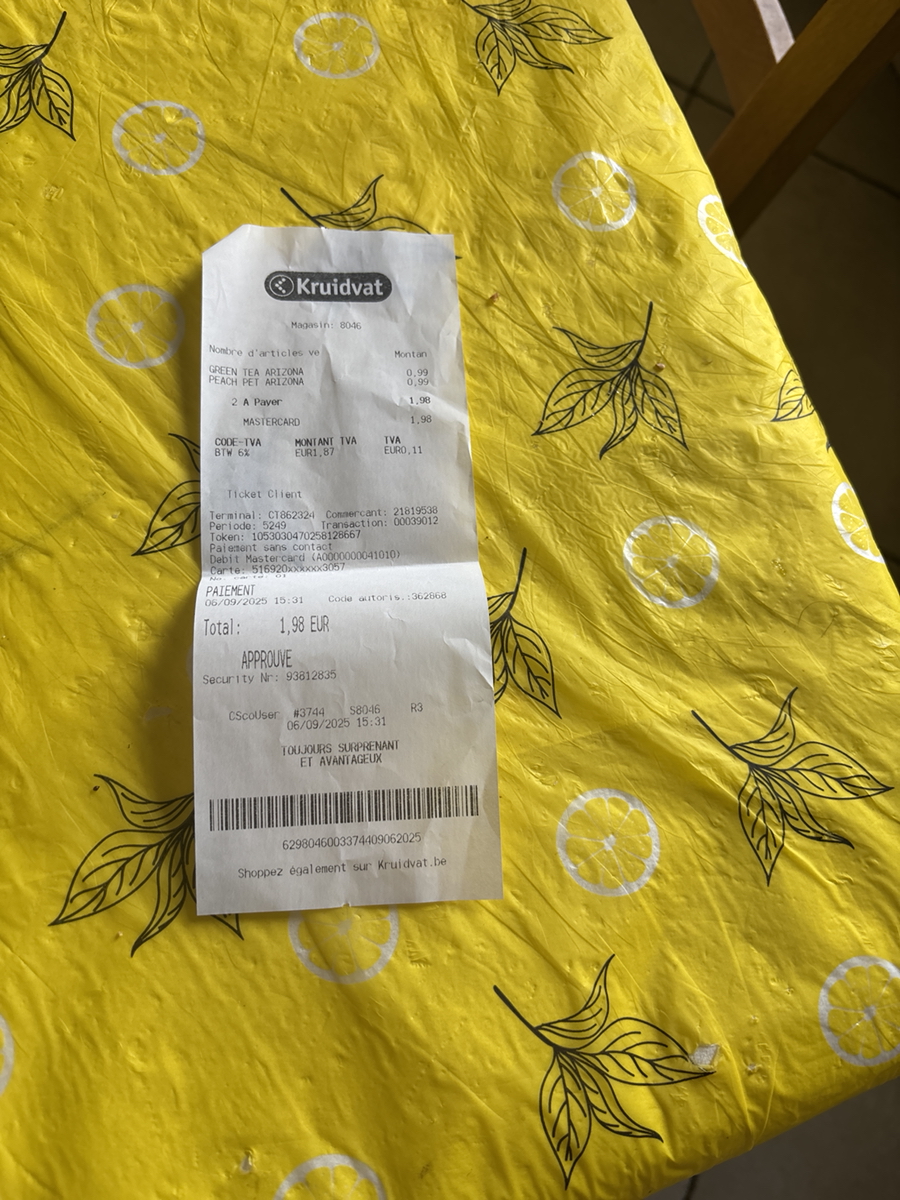 Kruidvat
Magasin: 8046
Nombre d'articles ve Montan
GREEN TEA ARIZONA 0,99
PEACH PET ARIZONA 0,99
2 A Payer 1,98
MASTERCARD 1,98
CODE-TVA MONTANT TVA TVA
BTW 6% EUR1,87 EUR0,11
Ticket Client
Terminal: CT862324 Commercant: 21819538
Periode: 5249 Transaction: 00039012
Token: 1053030470258128667
Paiement sans contact
Debit Mastercard (A0000000041010)
Carte: 516920xxxxxx3057
No. carte: 01
PAIEMENT
06/09/2025 15:31 Code autoris.:362868
Total: 1,98 EUR
APPROUVE
Security Nr: 93812835
CScoUser #3744 S8046 R3
06/09/2025 15:31
TOUJOURS SURPRENANT
ET AVANTAGEUX
6298046003374409062025
Shoppez également sur Kruidvat.be